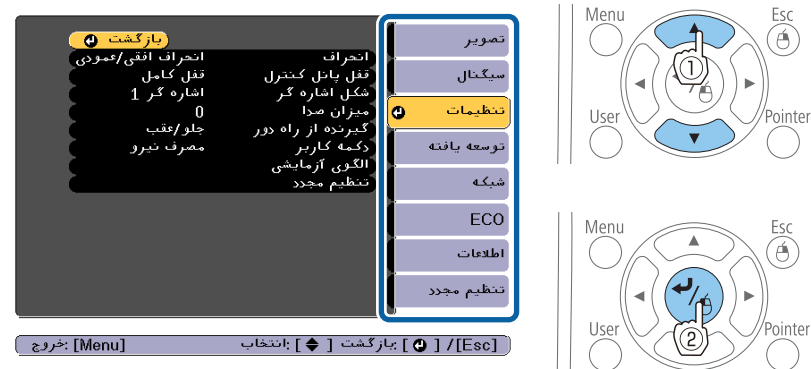 تصویر
سیگنال
تنظیمات
توسعه یافته
شبکه
ECO
اطلاعات
تنظیم مجدد
بازگشت
انحراف انحراف افقی/عمودی
قفل پانل کنترل قفل کامل
شکل اشاره گر اشاره گر 1
میزان صدا 0
گیرنده از راه دور جلو/عقب
دکمه کاربر مصرف نیرو
الگوی آزمایشی
تنظیم مجدد
[Esc]/ [ ] :بازگشت [ ] :انتخاب [Menu] :خروج
Menu
Esc
1
User
Pointer
Menu
Esc
2
User
Pointer